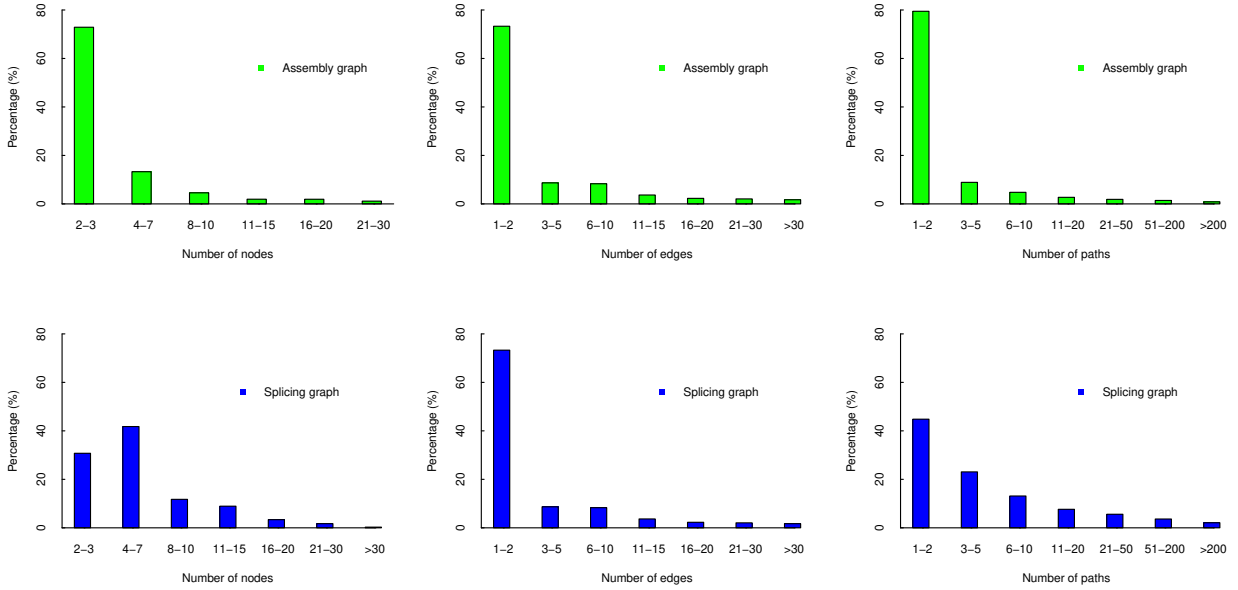 80
60
40
20
0
Percentage (%)
Assembly graph
2−3 4−7 8−10 11−15 16−20 21−30
Number of nodes
80
60
40
20
0
Percentage (%)
Assembly graph
1−2 3−5 6−10 11−15 16−20 21−30 >30
Number of edges
80
60
40
20
0
Percentage (%)
Assembly graph
1−2 3−5 6−10 11−20 21−50 51−200 >200
Number of paths
80
60
40
20
0
Percentage (%)
Splicing graph
2−3 4−7 8−10 11−15 16−20 21−30 >30
Number of nodes
80
60
40
20
0
Percentage (%)
Splicing graph
1−2 3−5 6−10 11−15 16−20 21−30 >30
Number of edges
80
60
40
20
0
Percentage (%)
Splicing graph
1−2 3−5 6−10 11−20 21−50 51−200 >200
Number of paths